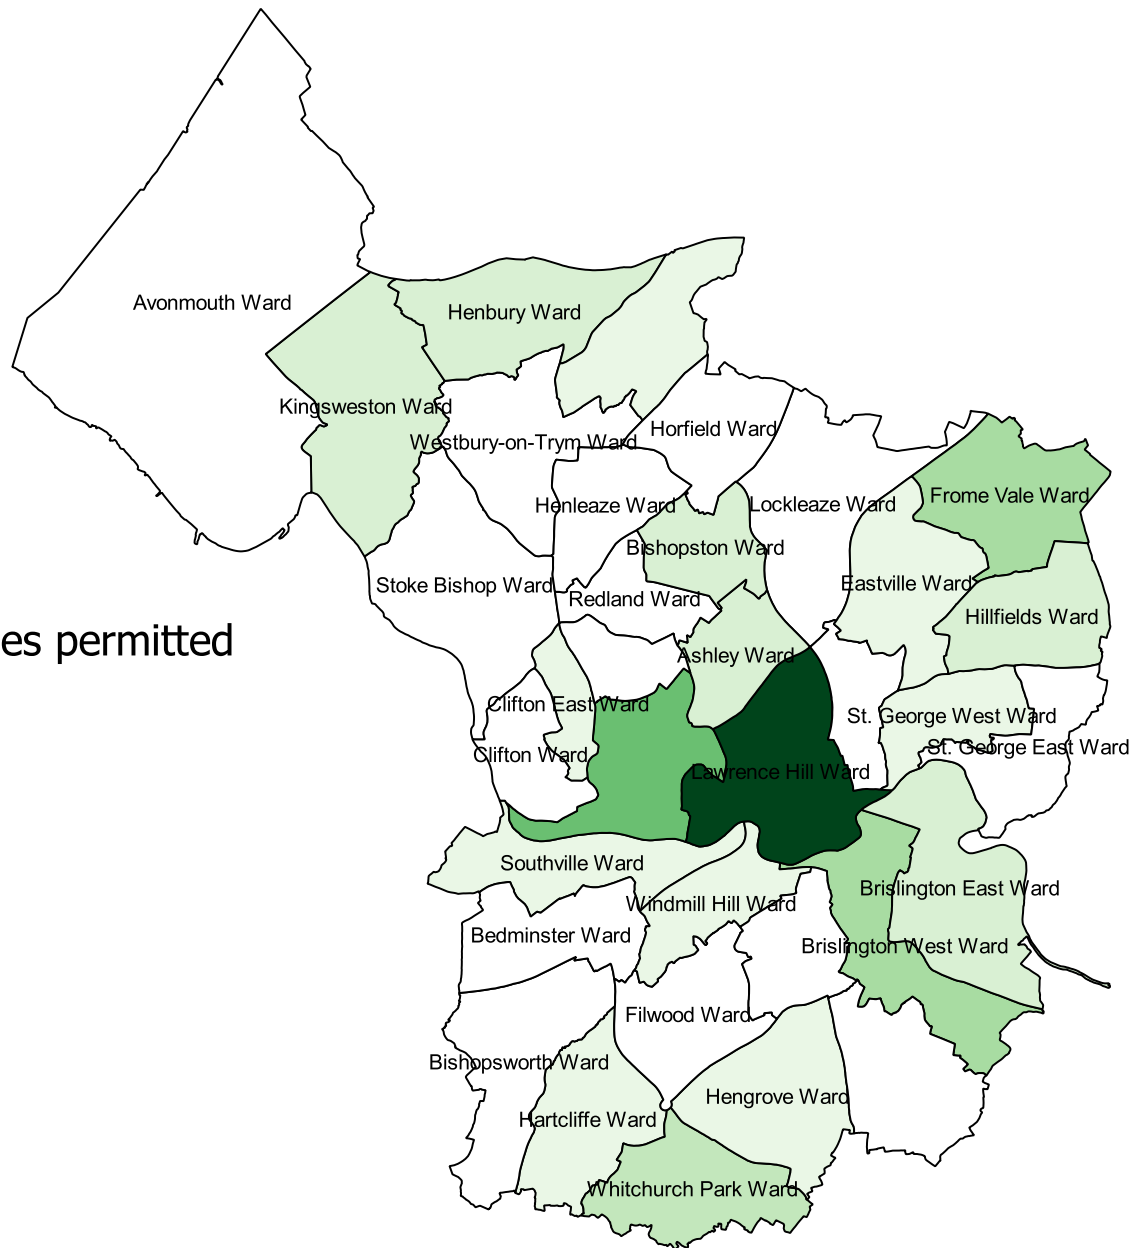 Avonmouth Ward
Henbury Ward
Kingsweston Ward
Westbury-on-Trym Ward
Horfield Ward
Frome Vale Ward
Henleaze Ward
Lockleaze Ward
Bishopston Ward
Stoke Bishop Ward
Redland Ward
Eastville Ward
Hillfields Ward
es permitted
Ashley Ward
Clifton East Ward
St. George West Ward
St. George East Ward
Clifton Ward
Lawrence Hill Ward
Southville Ward
Brislington East Ward
Windmill Hill Ward
Bedminster Ward
Brislington West Ward
Filwood Ward
Bishopsworth Ward
Hengrove Ward
Hartcliffe Ward
Whitchurch Park Ward